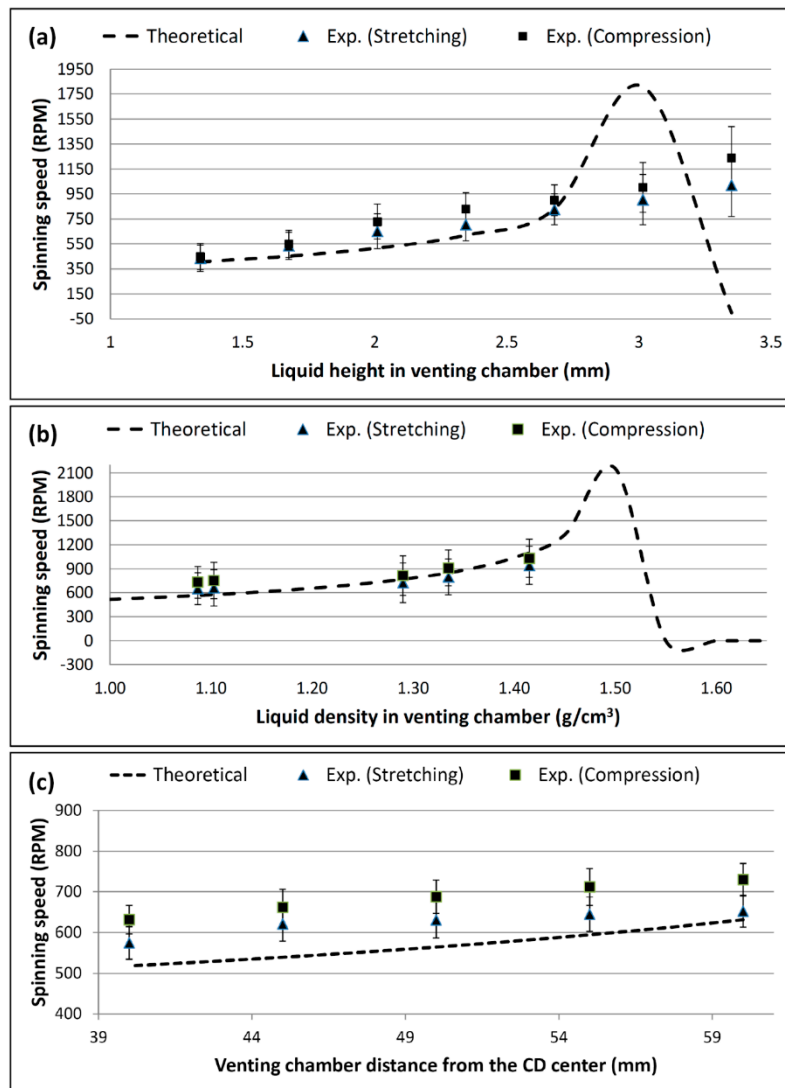 (a)
Theoretical Exp. (Stretching) Exp. (Compression)
1950
1750
1550
1350
1150
950
750
550
350
150
-50
Spinning speed (RPM)
1 1.5 2 2.5 3 3.5
Liquid height in venting chamber (mm)
(b)
Theoretical Exp. (Stretching) Exp. (Compression)
2100
1800
1500
1200
900
600
300
0
-300
Spinning speed (RPM)
1.00 1.10 1.20 1.30 1.40 1.50 1.60
Liquid density in venting chamber (g/cm³)
(c)
Theoretical Exp. (Stretching) Exp. (Compression)
900
800
700
600
500
400
Spinning speed (RPM)
39 44 49 54 59
Venting chamber distance from the CD center (mm)